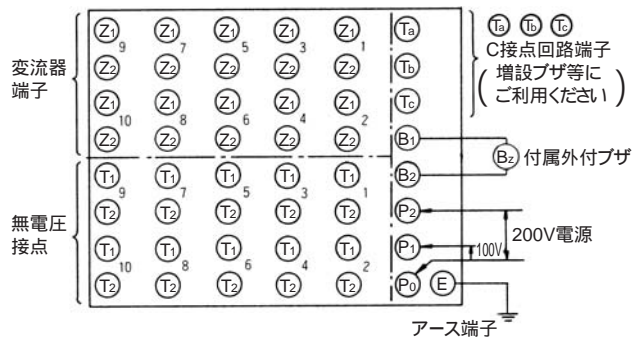 Z1 Z1 Z1 Z1 Z1 Ta
9 7 5 3 1
Z2 Z2 Z2 Z2 Z2 Tb
Z1 Z1 Z1 Z1 Z1 Tc
10 8 6 4 2
Z2 Z2 Z2 Z2 Z2 B1
T1 T1 T1 T1 T1 B2
9 7 5 3 1
T2 T2 T2 T2 T2 P2
T1 T1 T1 T1 T1 P1
10 8 6 4 2
T2 T2 T2 T2 T2 P0 E
変流器
端子
無電圧
接点
Ta Tb Tc
C接点回路端子
(増設ブザ等に
ご利用ください)
Bz 付属外付ブザ
200V電源
100V
アース端子